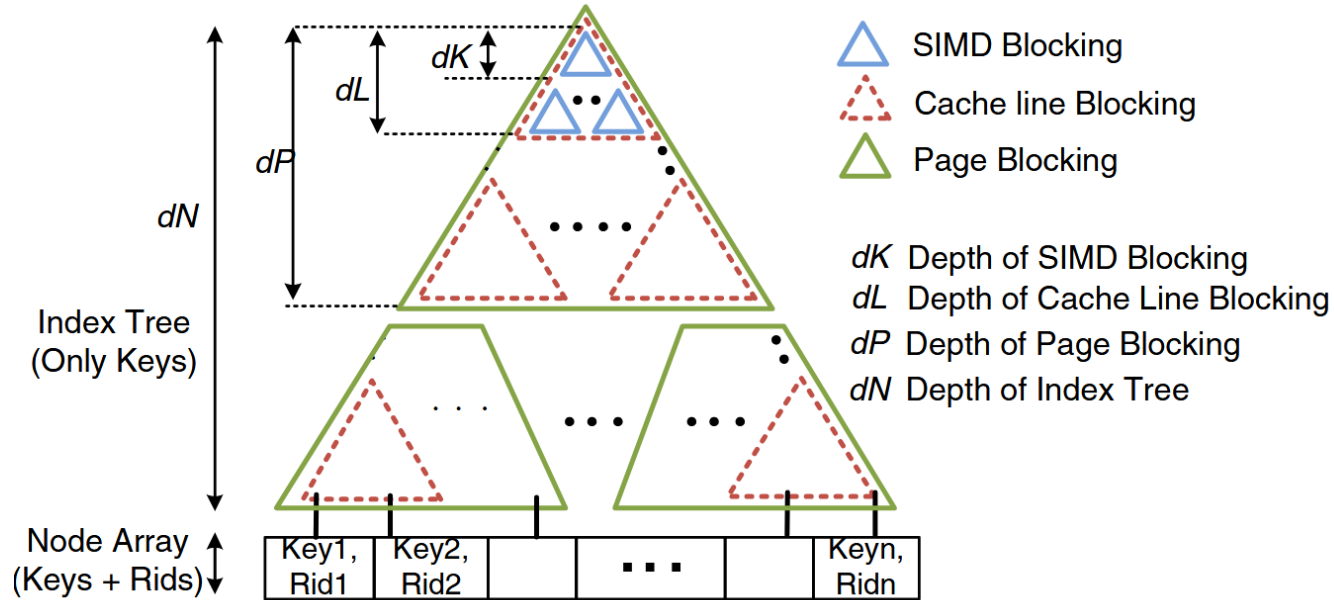 dK
dL
dP
dN
SIMD Blocking
Cache line Blocking
Page Blocking
dK Depth of SIMD Blocking
dL Depth of Cache Line Blocking
dP Depth of Page Blocking
dN Depth of Index Tree
Index Tree
(Only Keys)
Node Array
(Keys + Rids)
Key1,
Rid1
Key2,
Rid2
Keyn,
Ridn